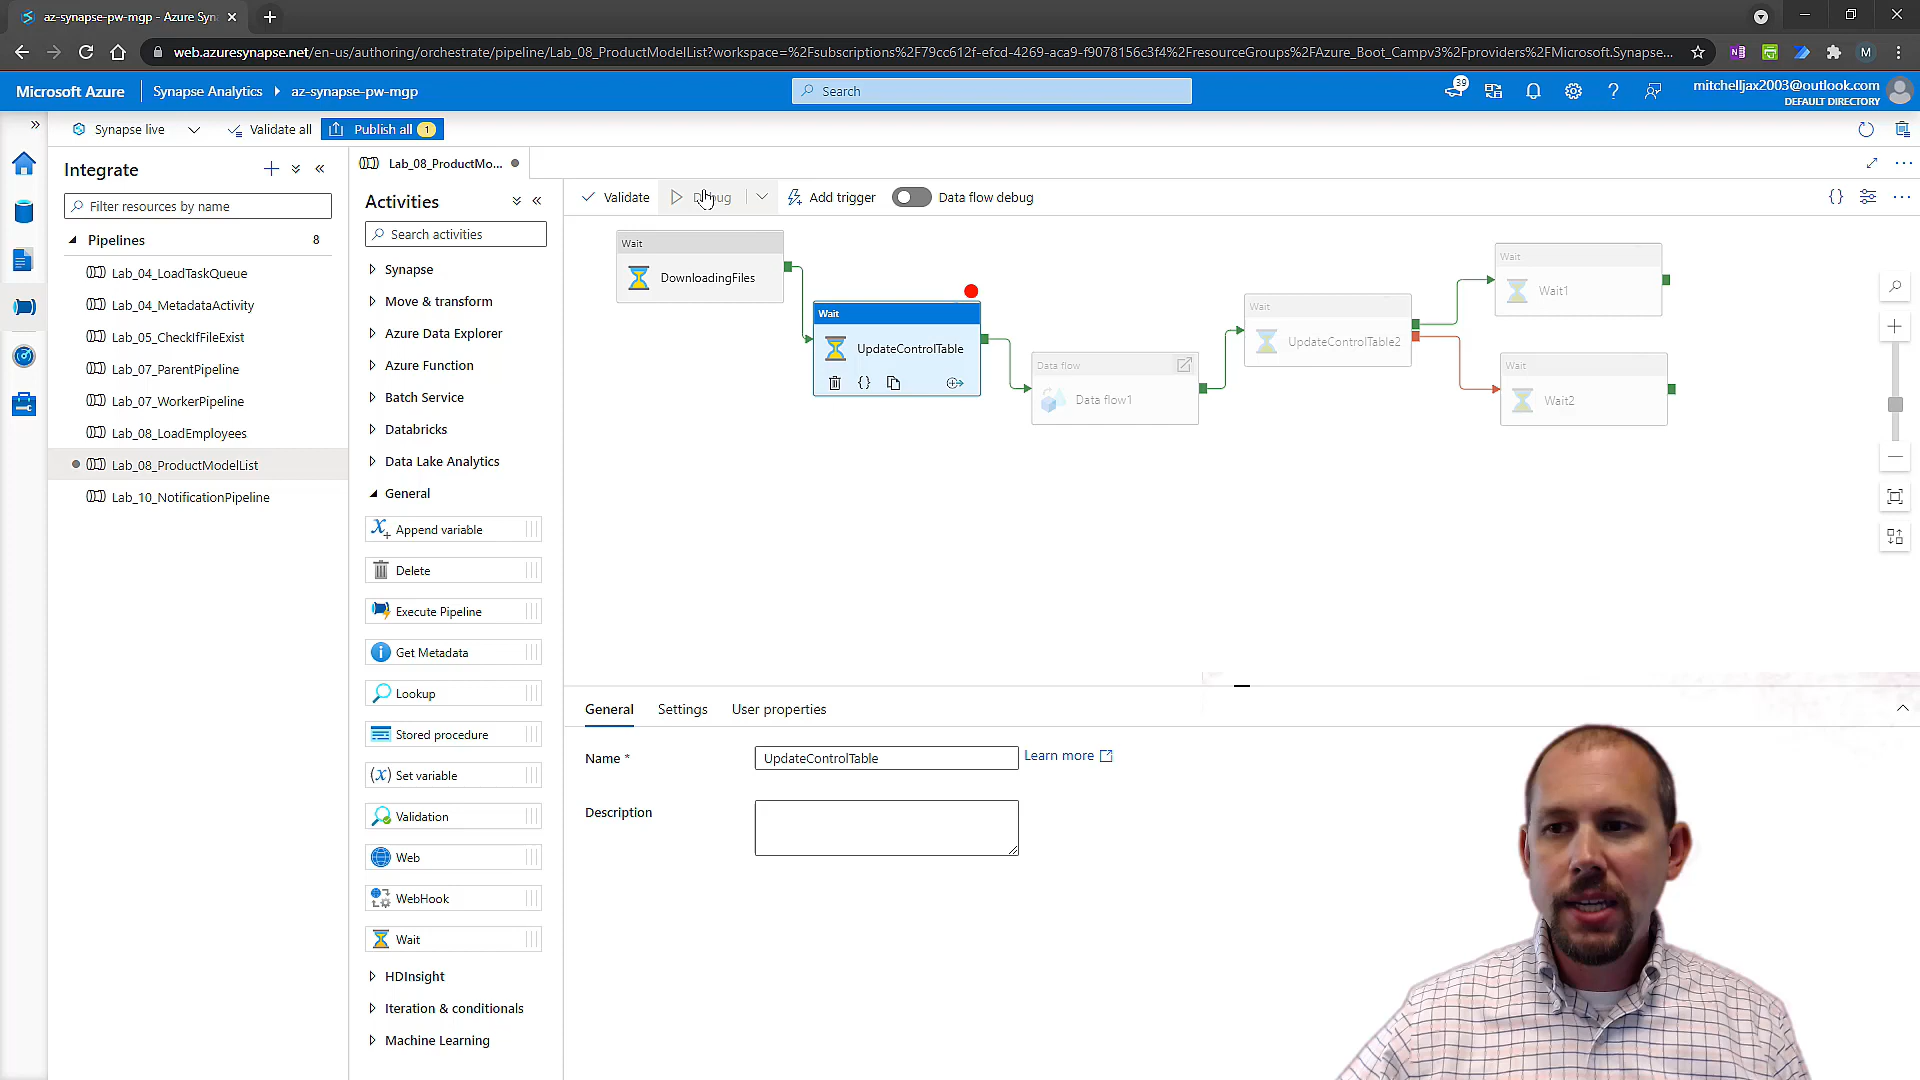 az-synapse-pw-mgp - Azure Syn
web.azuresynapse.net/en-us/authoring/orchestrate/pipeline/Lab_08_ProductModelList?workspace=%2Fsubscriptions%2F79cc612f-efcd-4269-aca9-f9078156c3f4%2FresourceGroups%2FAzure_Boot_Campv3%2Fproviders%2FMicrosoft.Synapse...
M
Microsoft Azure
Synapse Analytics
az-synapse-pw-mgp
Search
39
mitchelljax2003@outlook.com
DEFAULT DIRECTORY
Synapse live
Validate all
Publish all 1
Integrate
Filter resources by name
Pipelines 8
Lab_04_LoadTaskQueue
Lab_04_MetadataActivity
Lab_05_CheckIfFileExist
Lab_07_ParentPipeline
Lab_07_WorkerPipeline
Lab_08_LoadEmployees
Lab_08_ProductModelList
Lab_10_NotificationPipeline
Lab_08_ProductMo...
Activities
Search activities
Synapse
Move & transform
Azure Data Explorer
Azure Function
Batch Service
Databricks
Data Lake Analytics
General
Append variable
Delete
Execute Pipeline
Get Metadata
Lookup
Stored procedure
Set variable
Validation
Web
WebHook
Wait
HDInsight
Iteration & conditionals
Machine Learning
Validate
Debug
Add trigger
Data flow debug
Wait
DownloadingFiles
Wait
UpdateControlTable
Data flow
Data flow1
Wait
UpdateControlTable2
Wait
Wait1
Wait
Wait2
General
Settings
User properties
Name *
UpdateControlTable
Learn more
Description